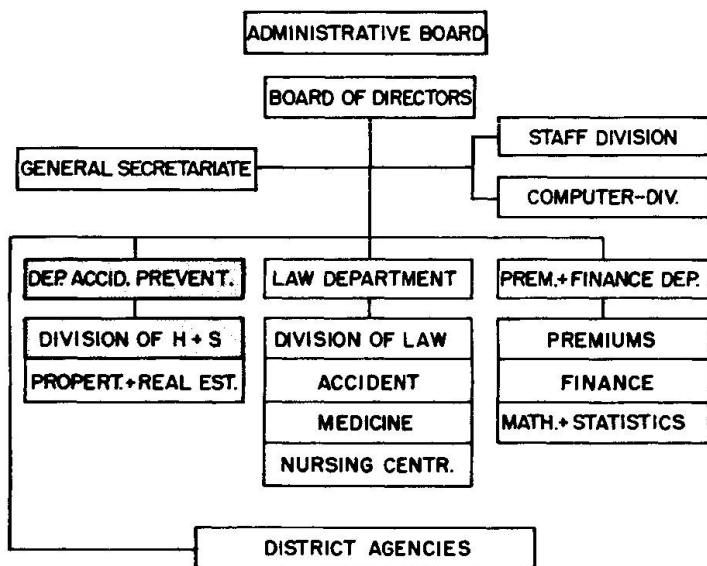 ADMINISTRATIVE BOARD
BOARD OF DIRECTORS
STAFF DIVISION
GENERAL SECRETARIATE
COMPUTER-DIV.
DEP. ACCID. PREVENT.
LAW DEPARTMENT
PREM.+FINANCE DEP.
DIVISION OF H+S
DIVISION OF LAW
PREMIUMS
PROPERT.+REAL EST.
ACCIDENT
FINANCE
MEDICINE
MATH.+STATISTICS
NURSING CENTR.
DISTRICT AGENCIES